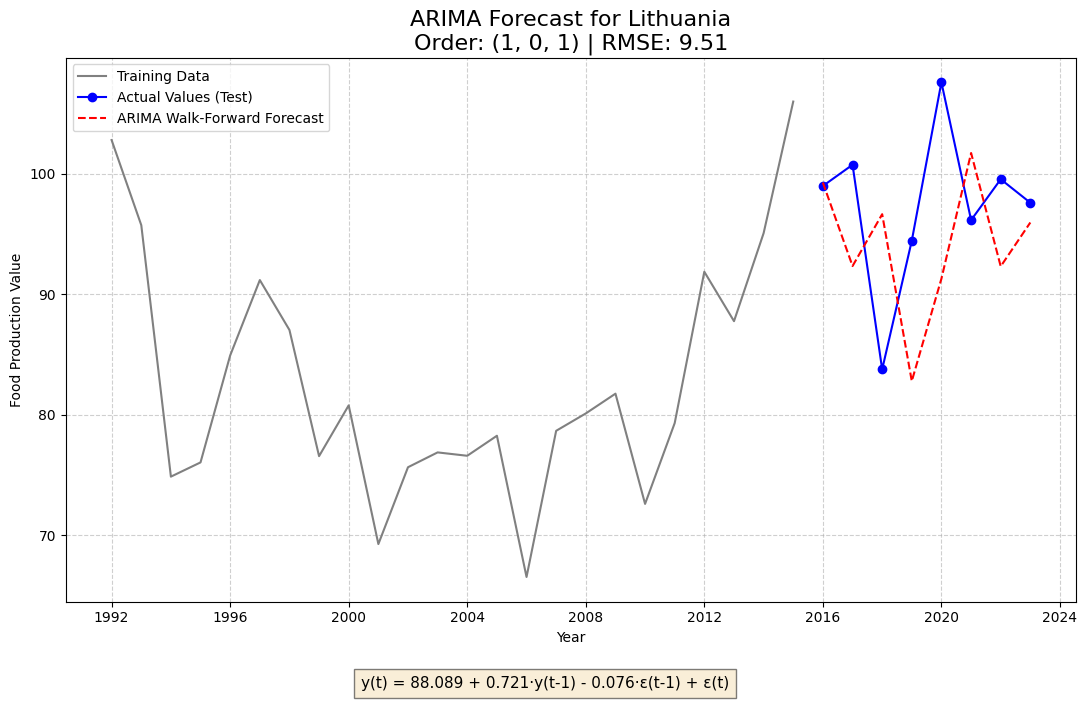 ARIMA Forecast for Lithuania
Order: (1, 0, 1) | RMSE: 9.51
Training Data
Actual Values (Test)
ARIMA Walk-Forward Forecast
Food Production Value
100
90
80
70
1992 1996 2000 2004 2008 2012 2016 2020 2024
Year
y(t) = 88.089 + 0.721·y(t-1) - 0.076·ε(t-1) + ε(t)